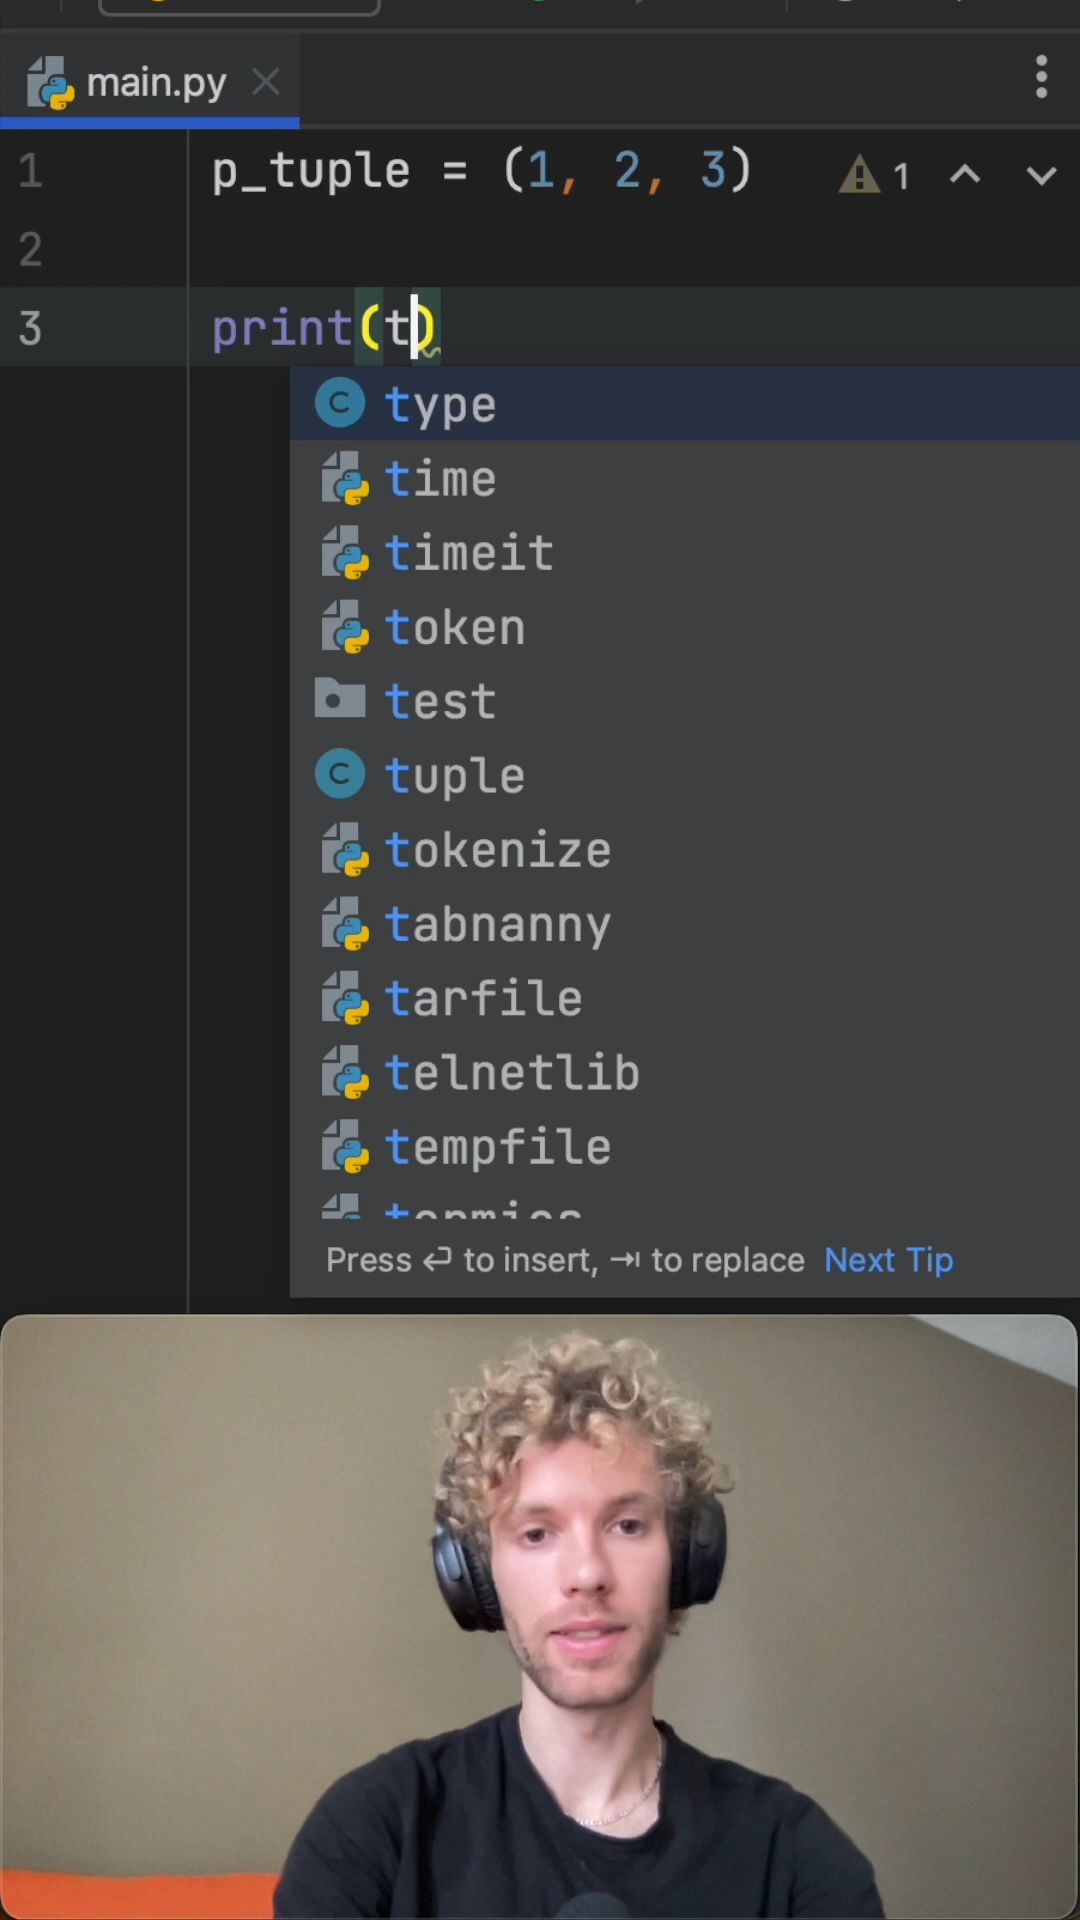 main.py
1 p_tuple = (1, 2, 3) 1
2
3 print(t)
C type
time
timeit
token
test
C tuple
tokenize
tabnanny
tarfile
telnetlib
tempfile
Press ⏎ to insert, ⇥ to replace Next Tip